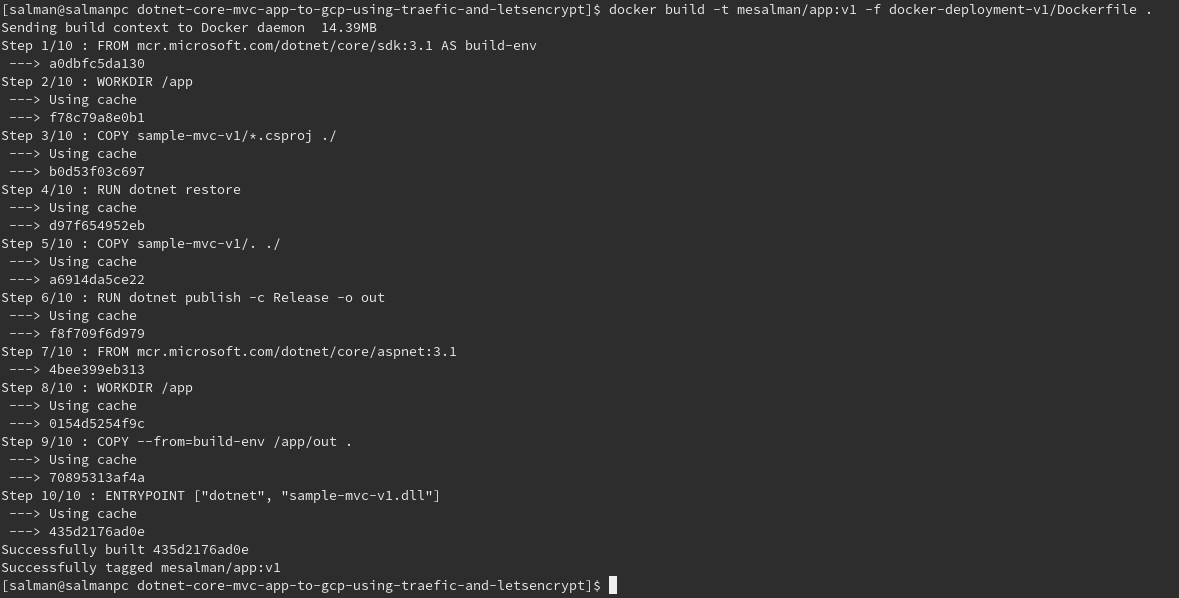 [salman@salmanpc dotnet-core-mvc-app-to-gcp-using-traefic-and-letsencrypt]$ docker build -t mesalman/app:v1 -f docker-deployment-v1/Dockerfile .
Sending build context to Docker daemon  14.39MB
Step 1/10 : FROM mcr.microsoft.com/dotnet/core/sdk:3.1 AS build-env
 ---> a0dbfc5da130
Step 2/10 : WORKDIR /app
 ---> Using cache
 ---> f78c79a8e0b1
Step 3/10 : COPY sample-mvc-v1/*.csproj ./
 ---> Using cache
 ---> b0d53f03c697
Step 4/10 : RUN dotnet restore
 ---> Using cache
 ---> d97f654952eb
Step 5/10 : COPY sample-mvc-v1/. ./
 ---> Using cache
 ---> a6914da5ce22
Step 6/10 : RUN dotnet publish -c Release -o out
 ---> Using cache
 ---> f8f709f6d979
Step 7/10 : FROM mcr.microsoft.com/dotnet/core/aspnet:3.1
 ---> 4bee399eb313
Step 8/10 : WORKDIR /app
 ---> Using cache
 ---> 0154d5254f9c
Step 9/10 : COPY --from=build-env /app/out .
 ---> Using cache
 ---> 70895313af4a
Step 10/10 : ENTRYPOINT ["dotnet", "sample-mvc-v1.dll"]
 ---> Using cache
 ---> 435d2176ad0e
Successfully built 435d2176ad0e
Successfully tagged mesalman/app:v1
[salman@salmanpc dotnet-core-mvc-app-to-gcp-using-traefic-and-letsencrypt]$